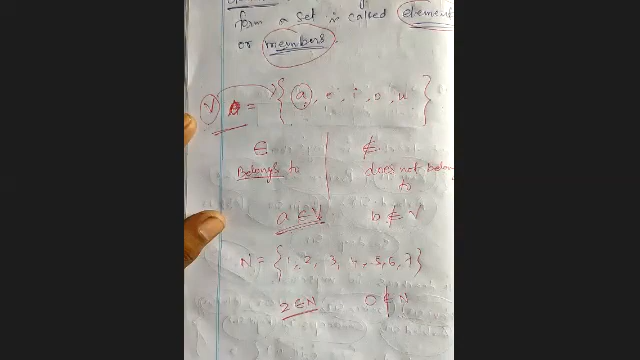 form a set is called elements
or members
V = { a, e, i, o, u }
∈ ∉
Belongs to does not belong
to
a ∈ V b ∉ V
N = { 1, 2, 3, 4, 5, 6, 7 }
2 ∈ N 0 ∉ N